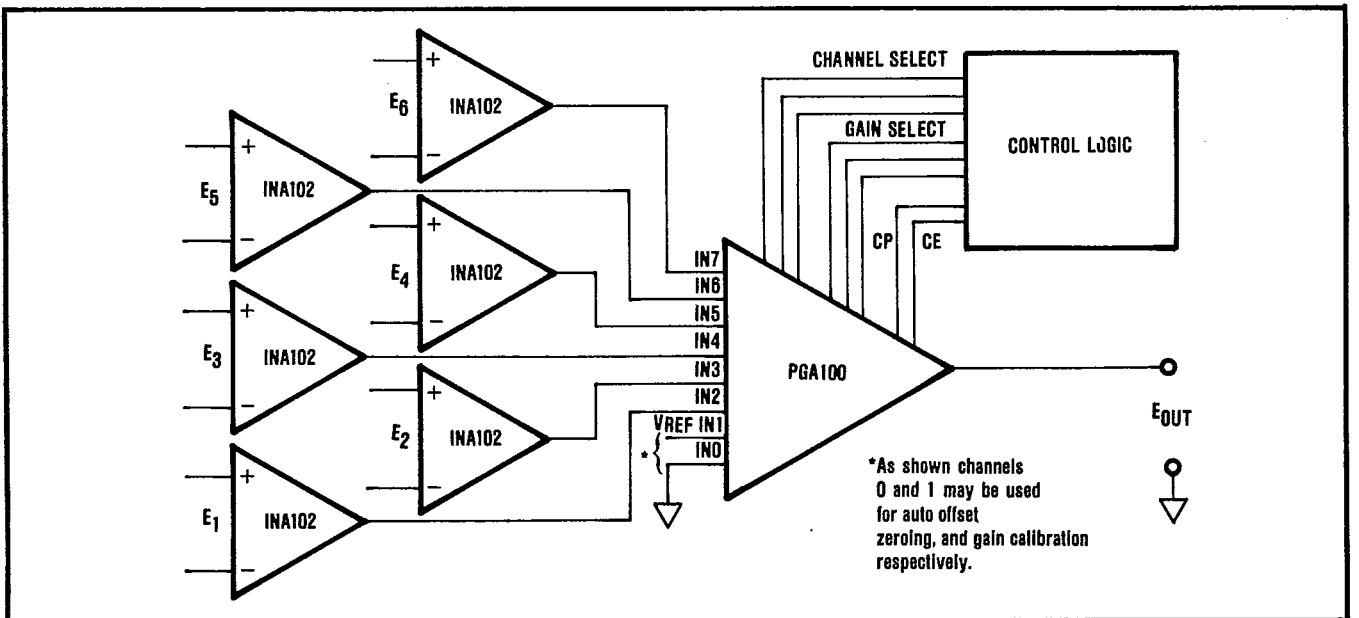 CHANNEL SELECT
GAIN SELECT
CONTROL LOGIC
CP
CE
+
E6
INA102
−
+
E5
INA102
−
+
E4
INA102
−
+
E3
INA102
−
+
E2
INA102
−
+
E1
INA102
−
IN7
IN6
IN5
IN4
IN3
IN2
VREF IN1
* { IN0
PGA100
EOUT
*As shown channels
0 and 1 may be used
for auto offset
zeroing, and gain calibration
respectively.